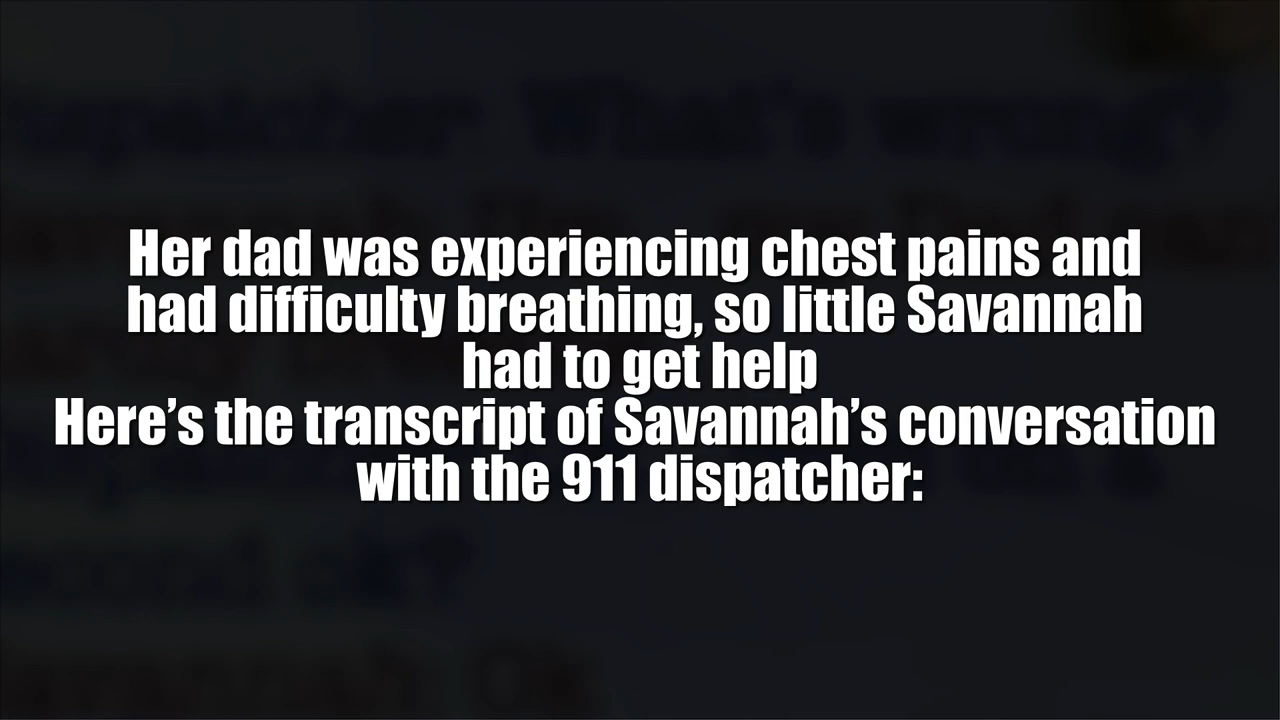 Her dad was experiencing chest pains and
had difficulty breathing, so little Savannah
had to get help
Here’s the transcript of Savannah’s conversation
with the 911 dispatcher: